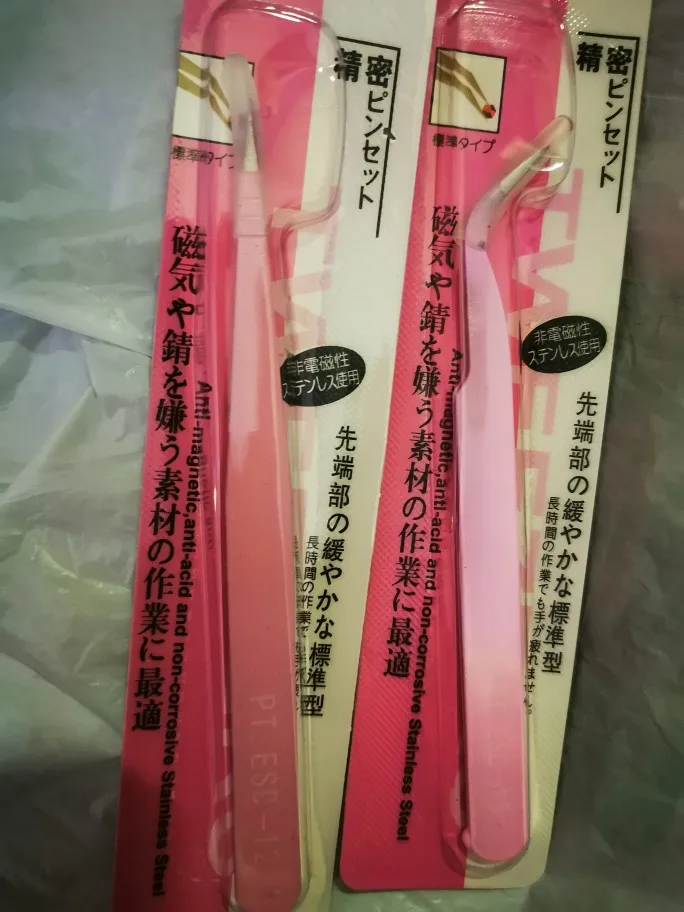 精密ピンセット
標準タイプ
磁気や錆を嫌う素材の作業に最適
Anti-magnetic,anti-acid and non-corrosive Stainless Steel
非電磁性
ステンレス使用
先端部の緩やかな標準型
PT.ESD-1
精密ピンセット
標準タイプ
磁気や錆を嫌う素材の作業に最適
Anti-magnetic,anti-acid and non-corrosive Stainless Steel
非電磁性
ステンレス使用
先端部の緩やかな標準型
長時間の作業でも手が疲れません。